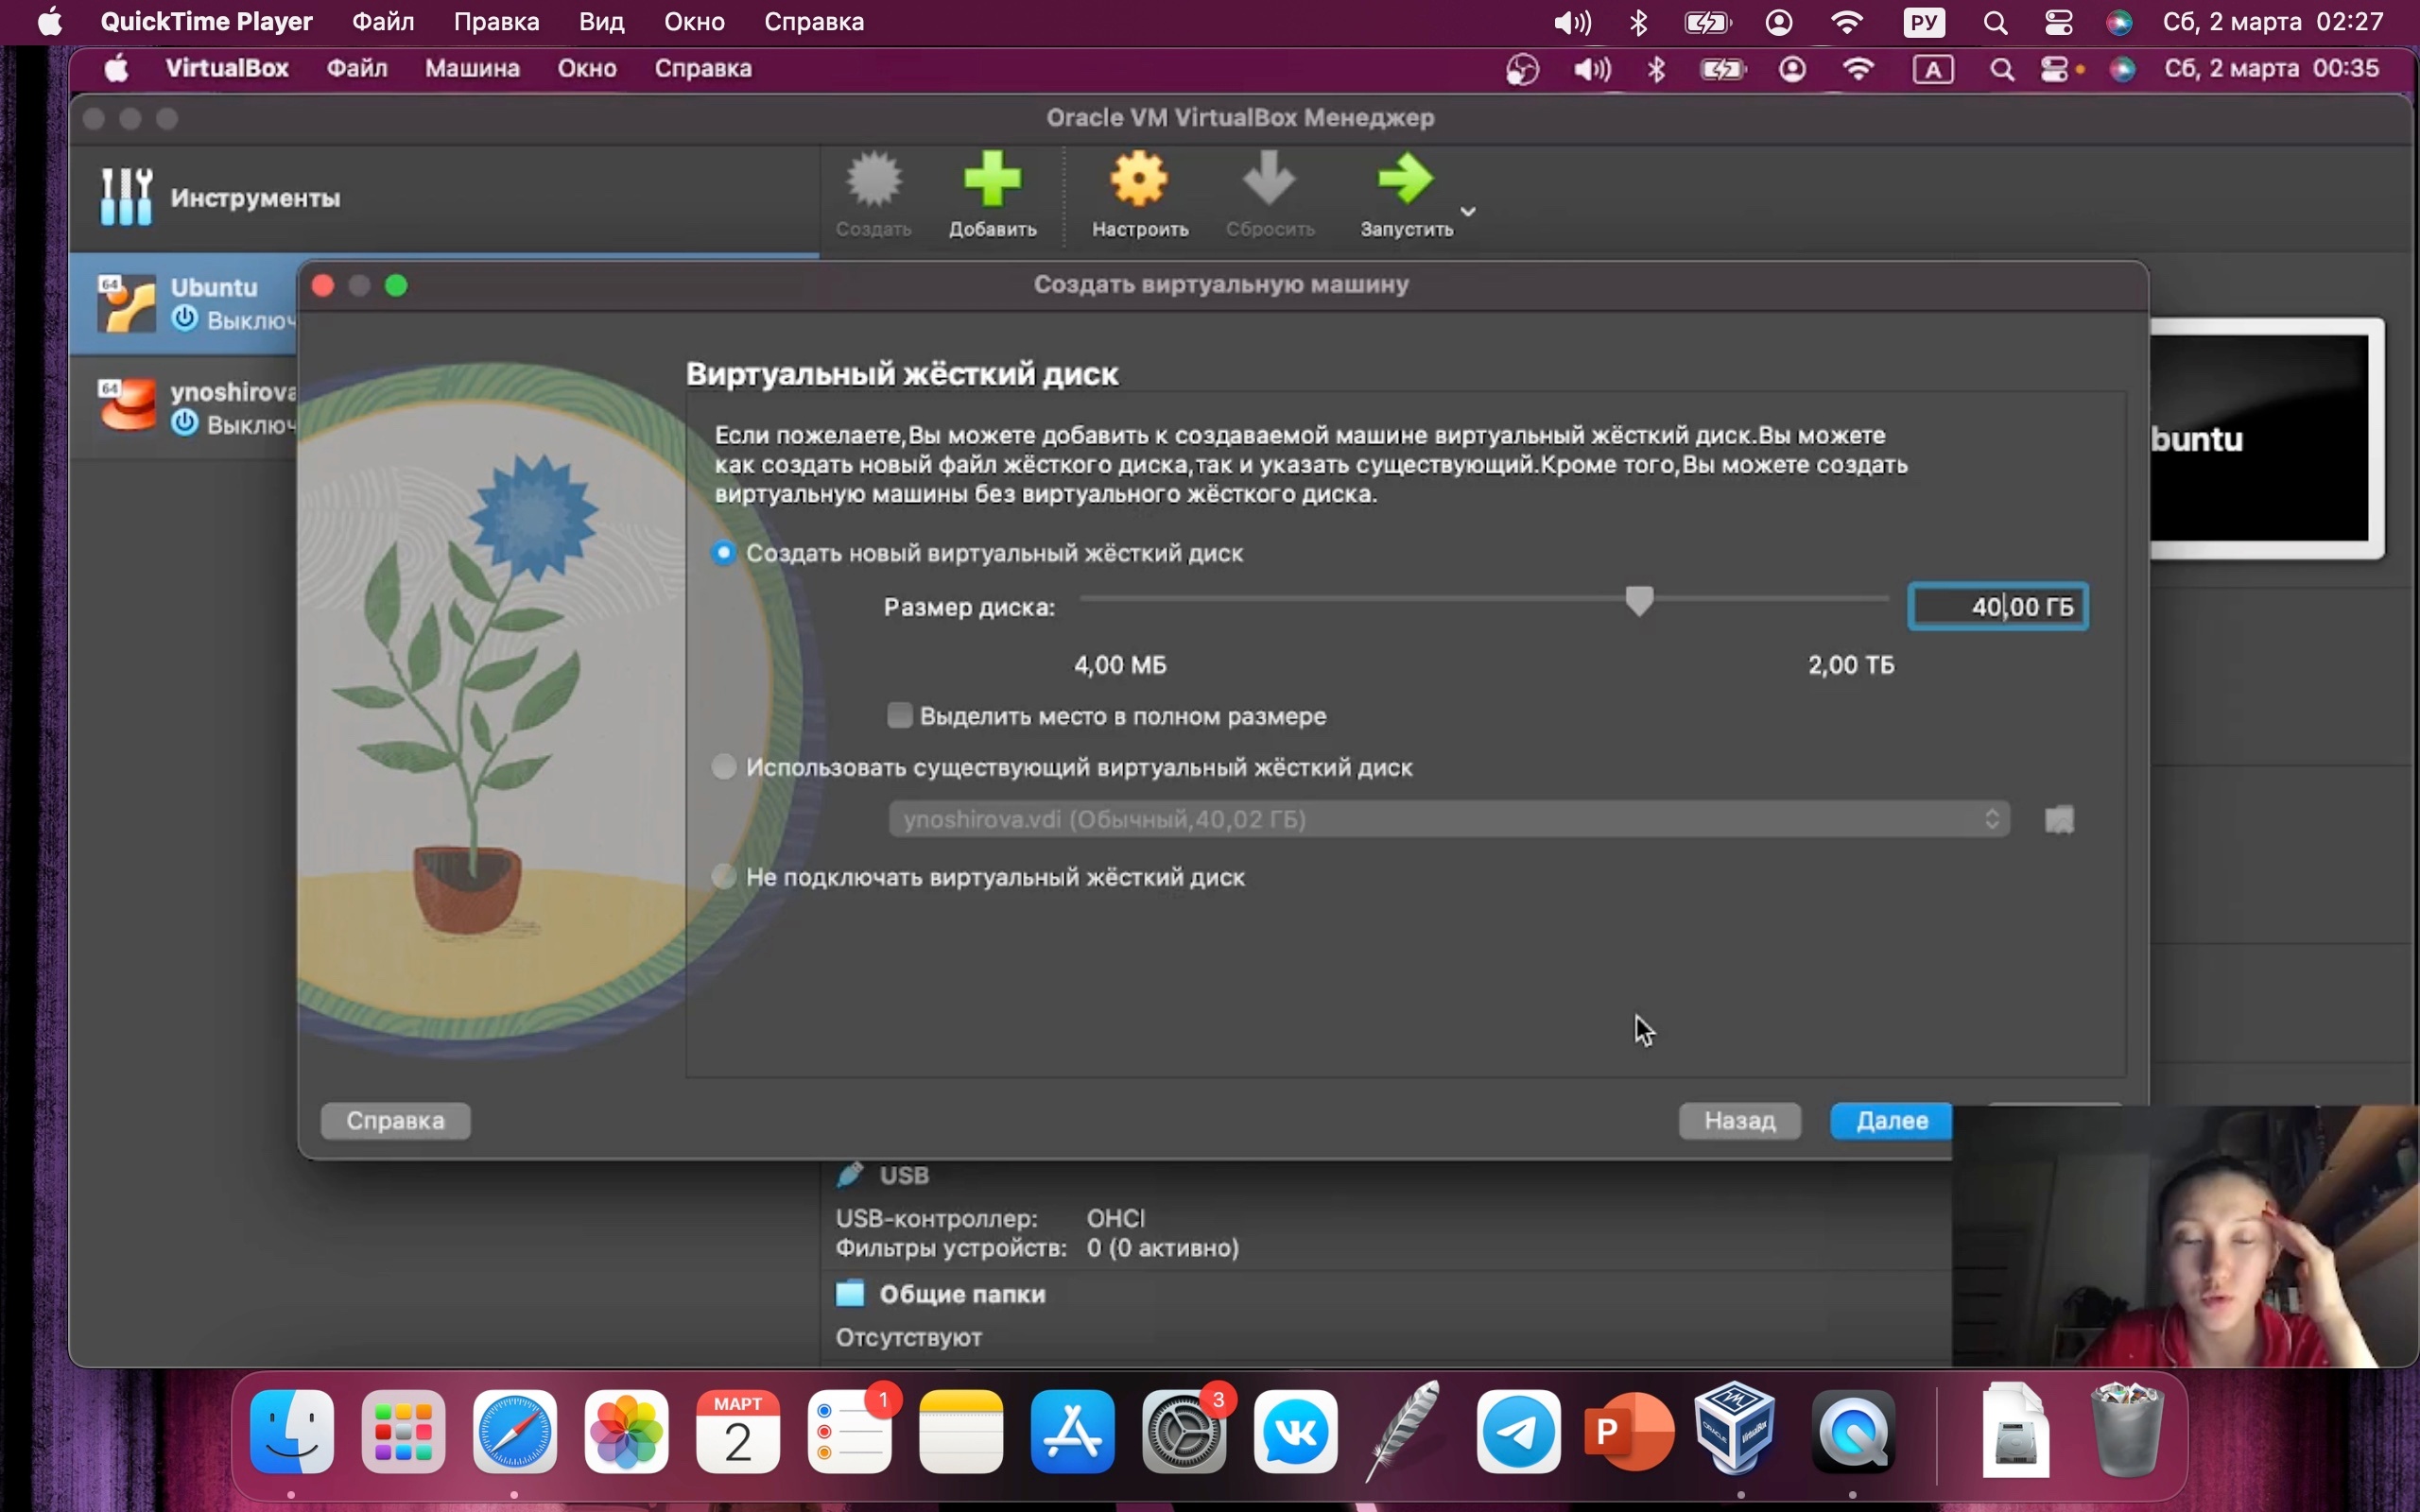 QuickTime Player Файл Правка Вид Окно Справка РУ Сб, 2 марта 02:27
VirtualBox Файл Машина Окно Справка A Сб, 2 марта 00:35
Oracle VM VirtualBox Менеджер
Инструменты
Создать Добавить Настроить Сбросить Запустить
64 Ubuntu
Выключ
64 ynoshirova
Выключ
Создать виртуальную машину
Виртуальный жёсткий диск
Если пожелаете,Вы можете добавить к создаваемой машине виртуальный жёсткий диск.Вы можете
как создать новый файл жёсткого диска,так и указать существующий.Кроме того,Вы можете создать
виртуальную машины без виртуального жёсткого диска.
buntu
Создать новый виртуальный жёсткий диск
Размер диска: 40,00 ГБ
4,00 МБ 2,00 ТБ
Выделить место в полном размере
Использовать существующий виртуальный жёсткий диск
ynoshirova.vdi (Обычный,40,02 ГБ)
Не подключать виртуальный жёсткий диск
Справка Назад Далее
USB
USB-контроллер: OHCI
Фильтры устройств: 0 (0 активно)
Общие папки
Отсутствуют
МАРТ
2
1
3
P